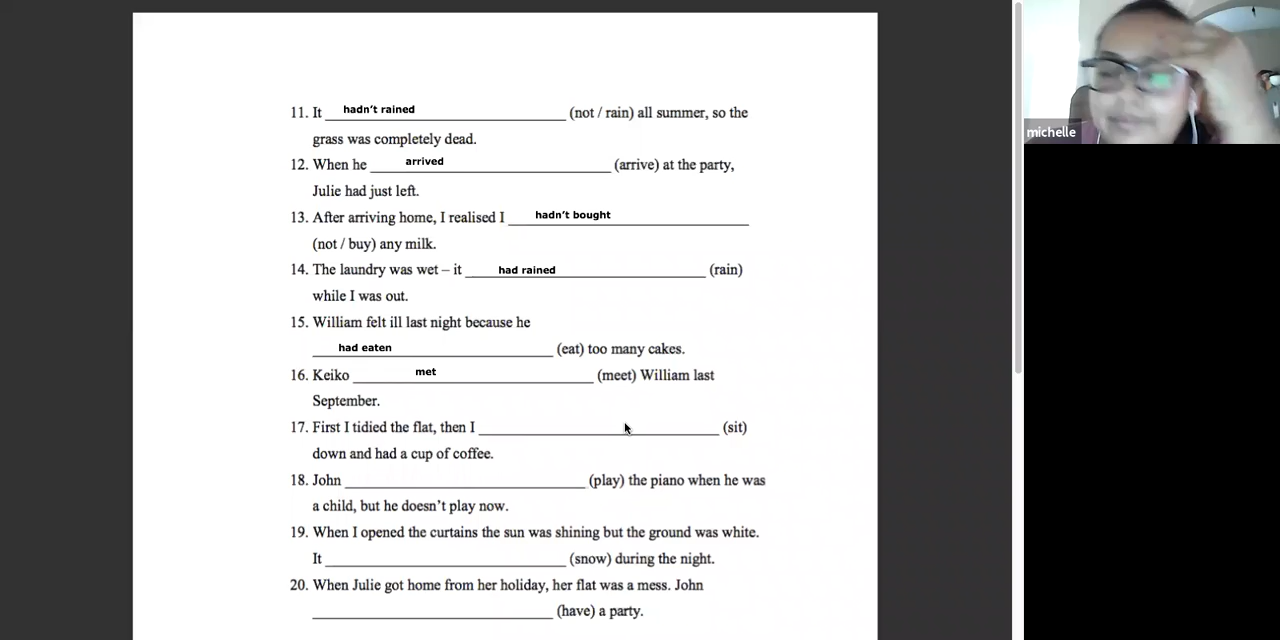 11. It hadn't rained (not / rain) all summer, so the
grass was completely dead.
12. When he arrived (arrive) at the party,
Julie had just left.
13. After arriving home, I realised I hadn't bought
(not / buy) any milk.
14. The laundry was wet – it had rained (rain)
while I was out.
15. William felt ill last night because he
had eaten (eat) too many cakes.
16. Keiko met (meet) William last
September.
17. First I tidied the flat, then I (sit)
down and had a cup of coffee.
18. John (play) the piano when he was
a child, but he doesn't play now.
19. When I opened the curtains the sun was shining but the ground was white.
It (snow) during the night.
20. When Julie got home from her holiday, her flat was a mess. John
(have) a party.
michelle